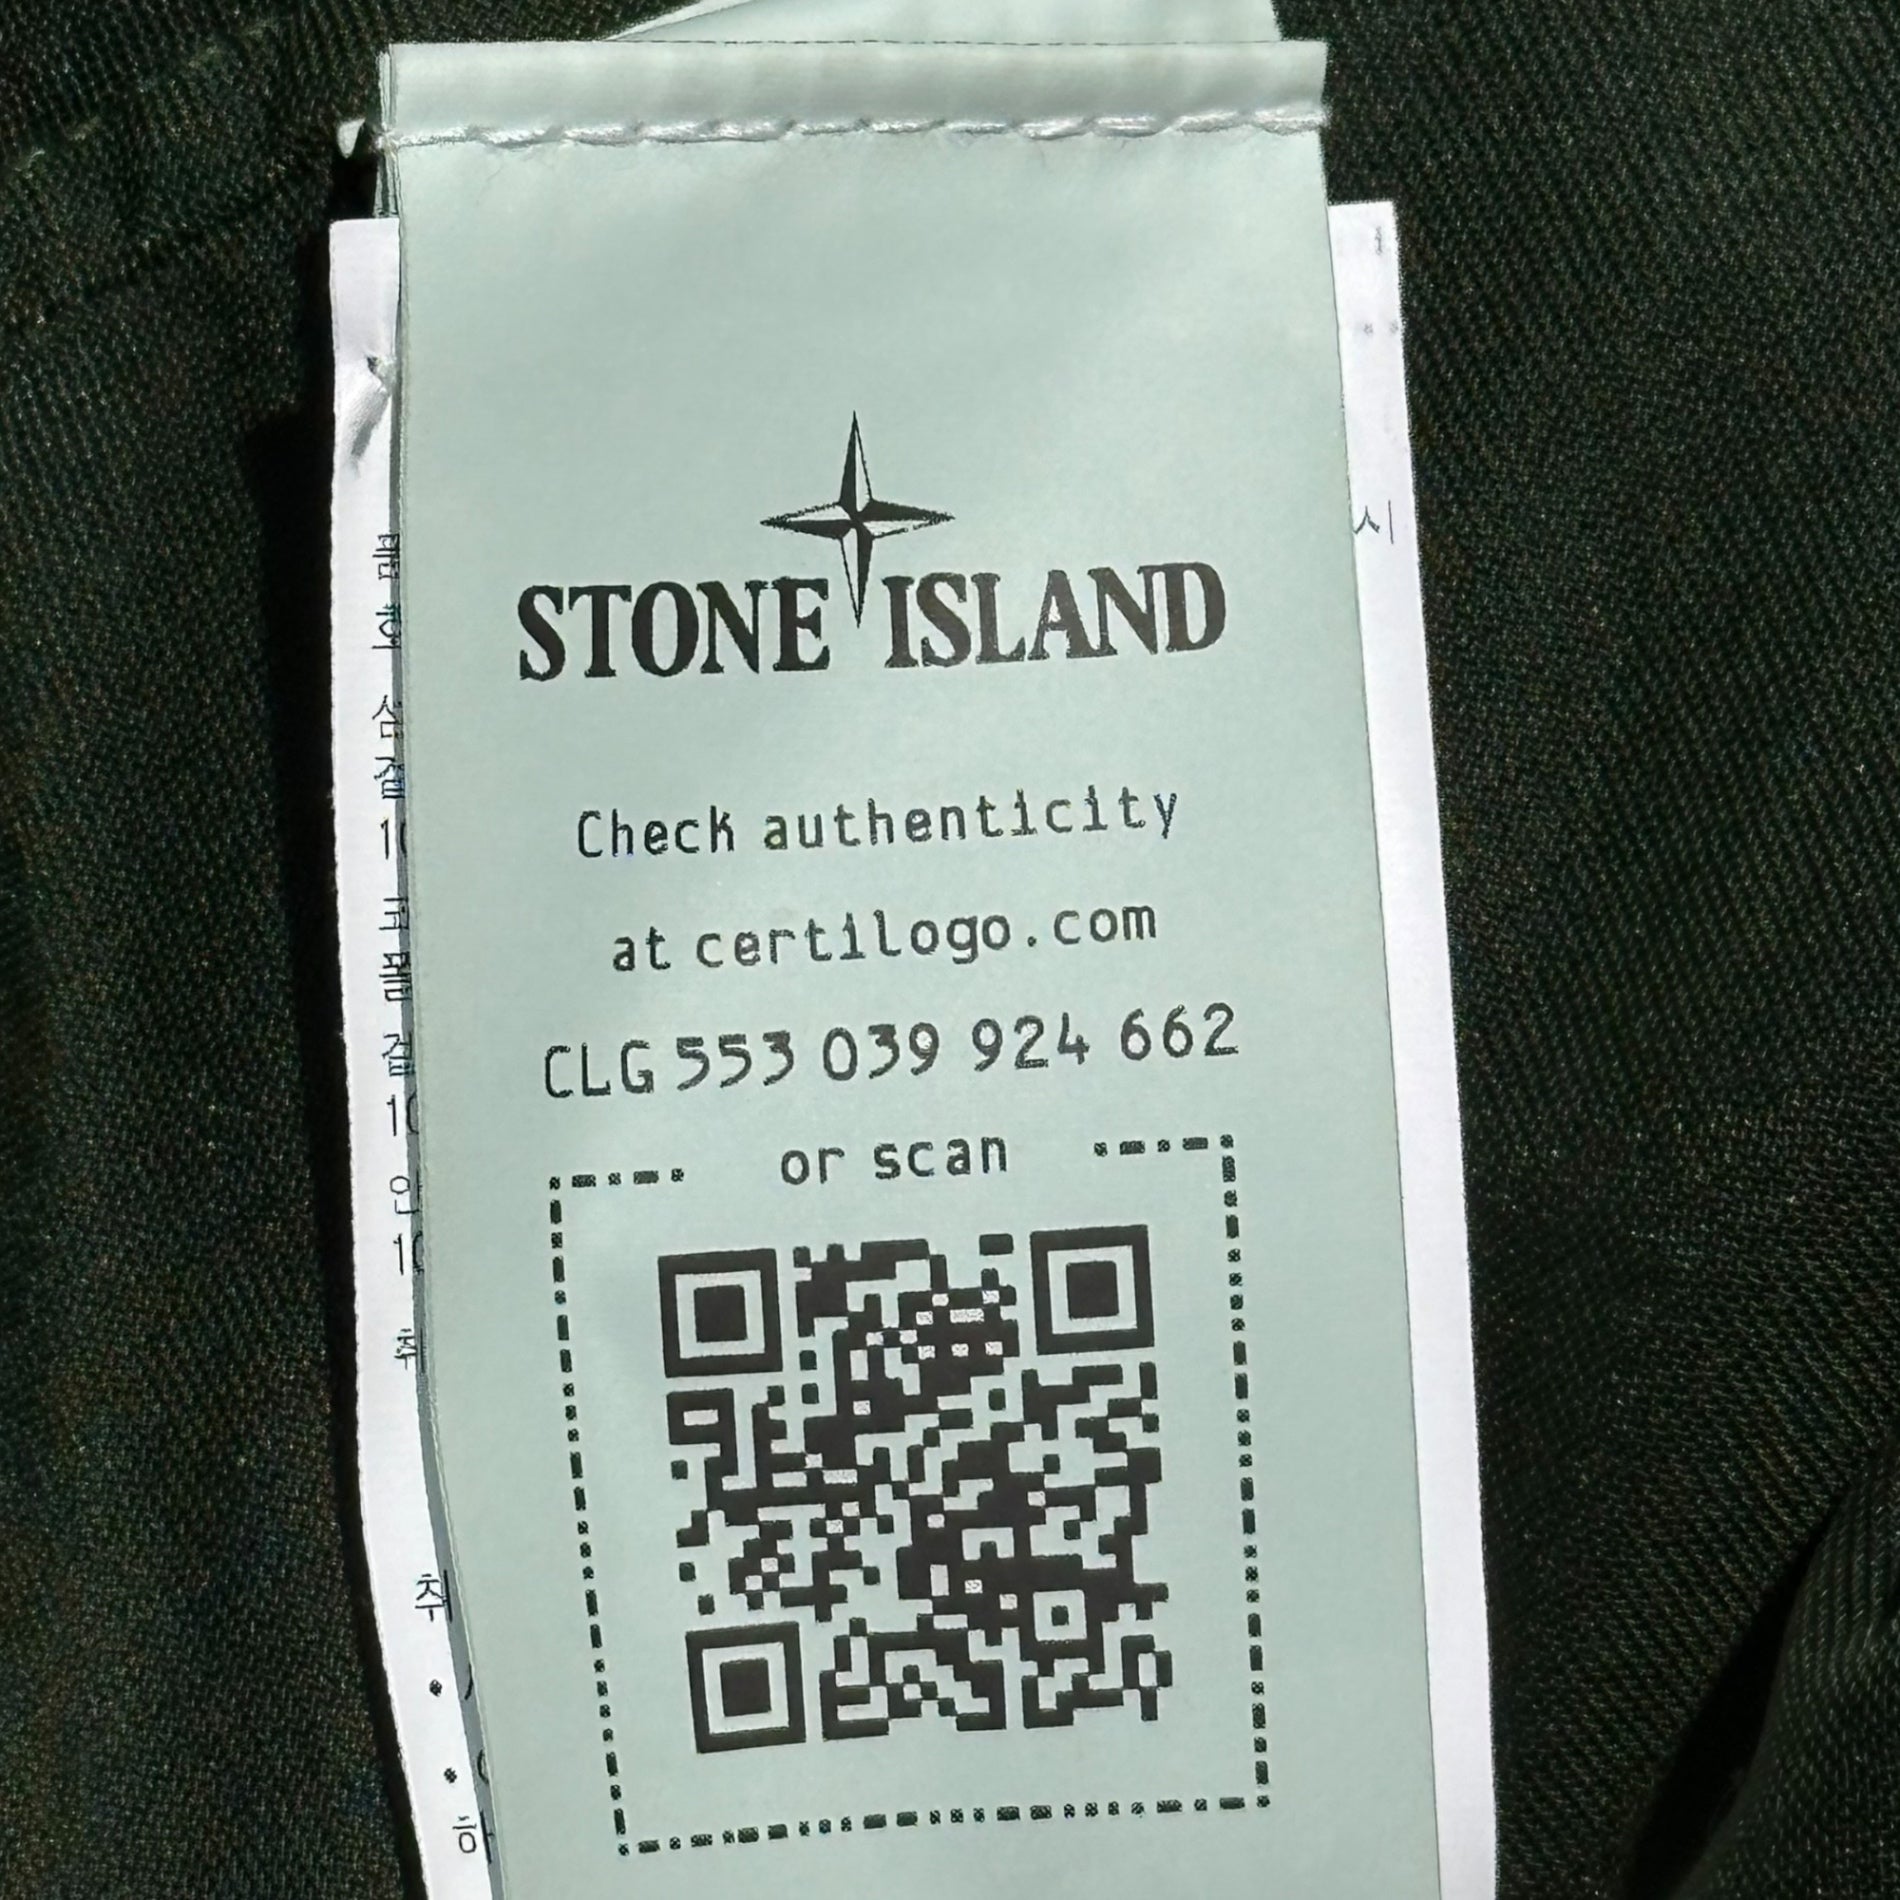 STONE ISLAND
Check authenticity
at certilogo.com
CLG 553 039 924 662
or scan